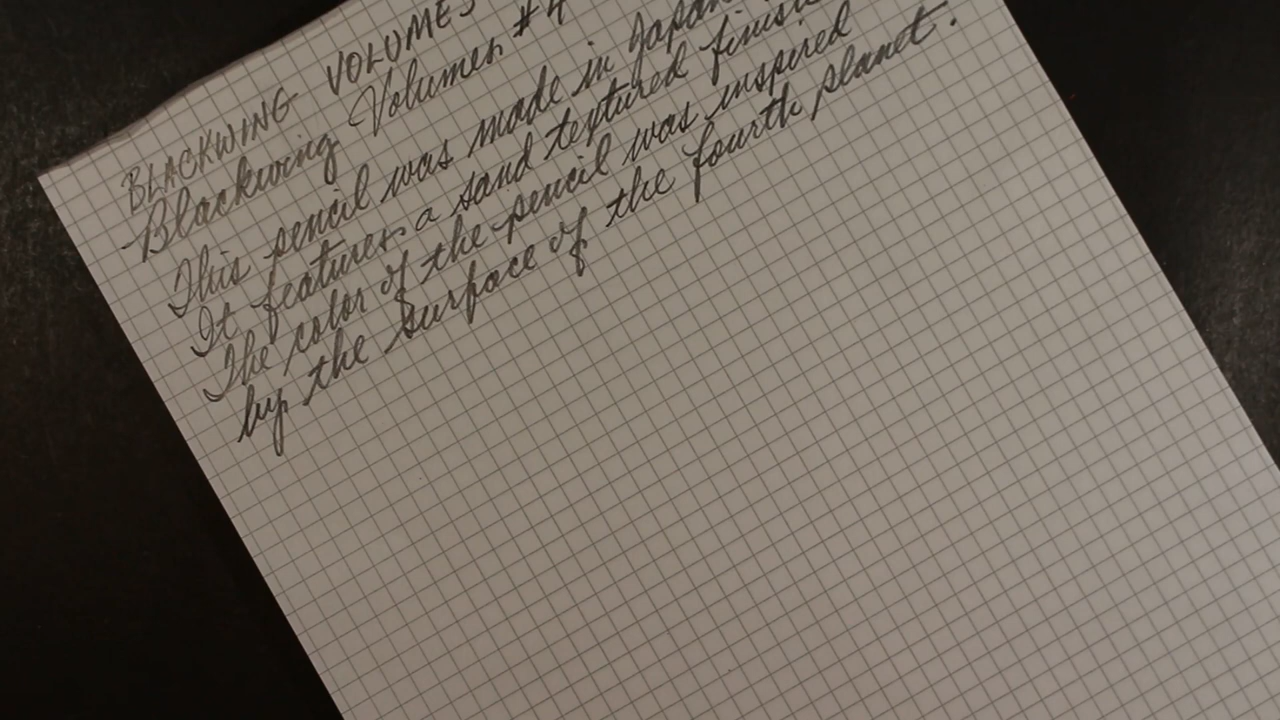 BLACKWING VOLUMES
Blackwing Volumes #4
This pencil was made in Japan
It features a sand textured finish
The color of the pencil was inspired
by the surface of the fourth planet.